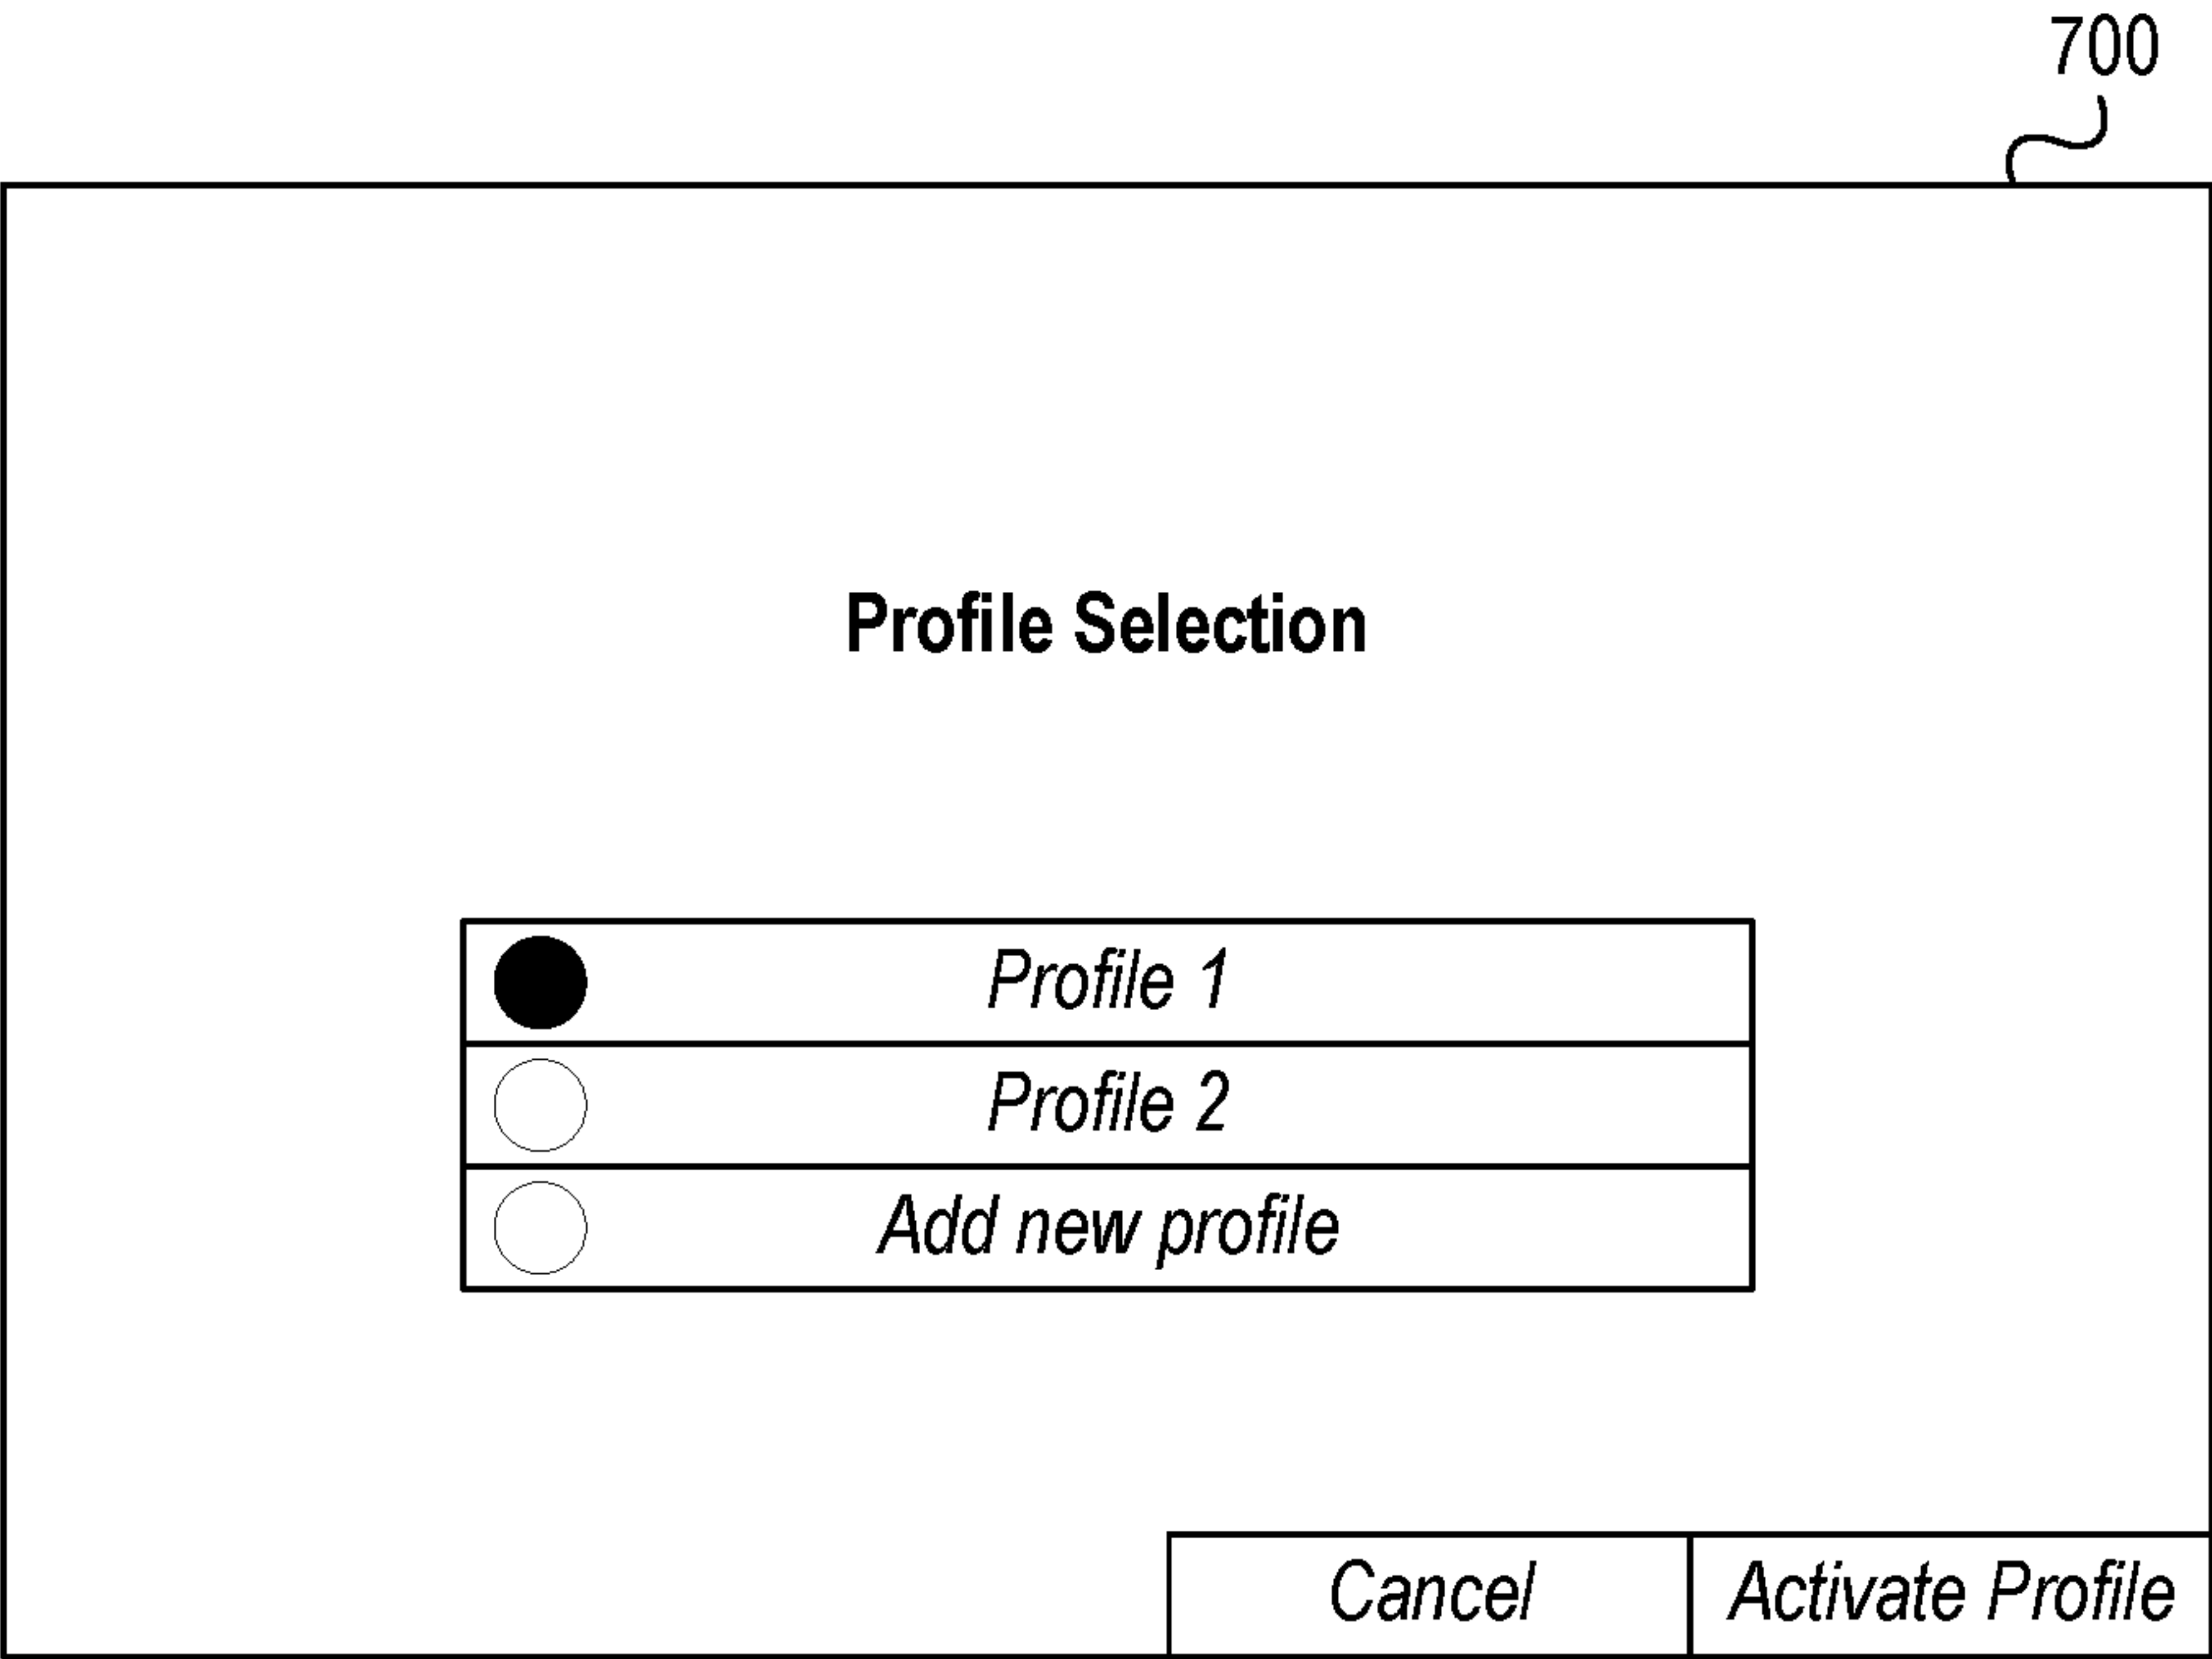 700
Profile Selection
Profile 1
Profile 2
Add new profile
Cancel
Activate Profile